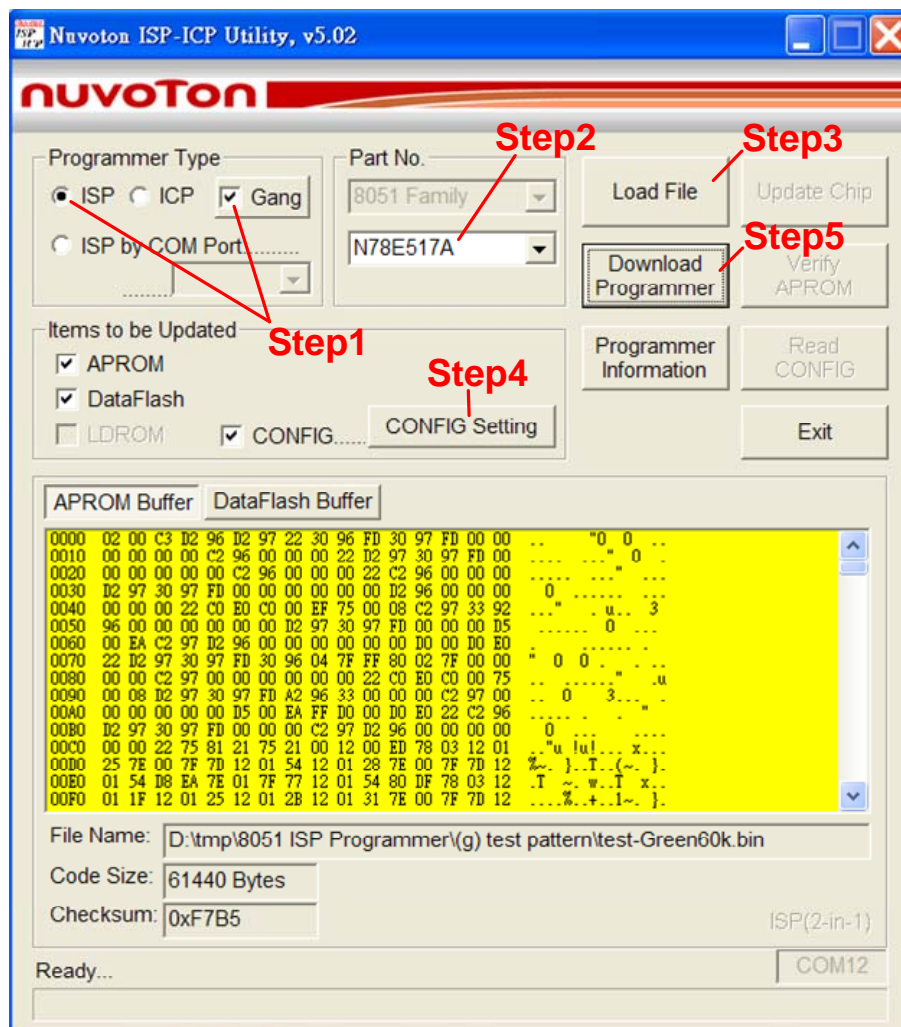 Nuvoton ISP-ICP Utility, v5.02
nuvoTon
Step2
Step3
Programmer Type
Part No.
ISP
ICP
Gang
8051 Family
Load File
Update Chip
ISP by COM Port..........
N78E517A
Step5
Download Programmer
Verify APROM
Items to be Updated
Step1
APROM
Step4
Programmer Information
Read CONFIG
DataFlash
LDROM
CONFIG......
CONFIG Setting
Exit
APROM Buffer
DataFlash Buffer
0000 02 00 C3 D2 96 D2 97 22 30 96 FD 30 97 FD 00 00
0010 00 00 00 00 C2 96 00 00 00 22 D2 97 30 97 FD 00
0020 00 00 00 00 00 C2 96 00 00 00 22 C2 96 00 00 00
0030 D2 97 30 97 FD 00 00 00 00 00 D2 96 00 00 00
0040 00 00 00 22 C0 E0 C0 00 EF 75 00 08 C2 97 33 92
0050 96 00 00 00 00 00 D2 97 30 97 FD 00 00 00 D5
0060 00 EA C2 97 D2 96 00 00 00 00 00 00 D0 00 D0 E0
0070 22 D2 97 30 97 FD 30 96 04 7F FF 80 02 7F 00 00
0080 00 00 C2 97 00 00 00 00 00 00 22 C0 E0 C0 00 75
0090 00 08 D2 97 30 97 FD A2 96 33 00 00 00 C2 97 00
00A0 00 00 00 00 00 D5 00 EA FF D0 00 D0 E0 22 C2 96
00B0 D2 97 30 97 FD 00 00 00 C2 97 D2 96 00 00 00 00
00C0 00 00 22 75 81 21 75 21 00 12 00 ED 78 03 12 01
00D0 25 7E 00 7F 7D 12 01 54 12 01 28 7E 00 7F 7D 12
00E0 01 54 D8 EA 7E 01 7F 77 12 01 54 80 DF 78 03 12
00F0 01 1F 12 01 25 12 01 2B 12 01 31 7E 00 7F 7D 12
File Name: D:\tmp\8051 ISP Programmer\(g) test pattern\test-Green60k.bin
Code Size: 61440 Bytes
Checksum: 0xF7B5
ISP(2-in-1)
Ready...
COM12